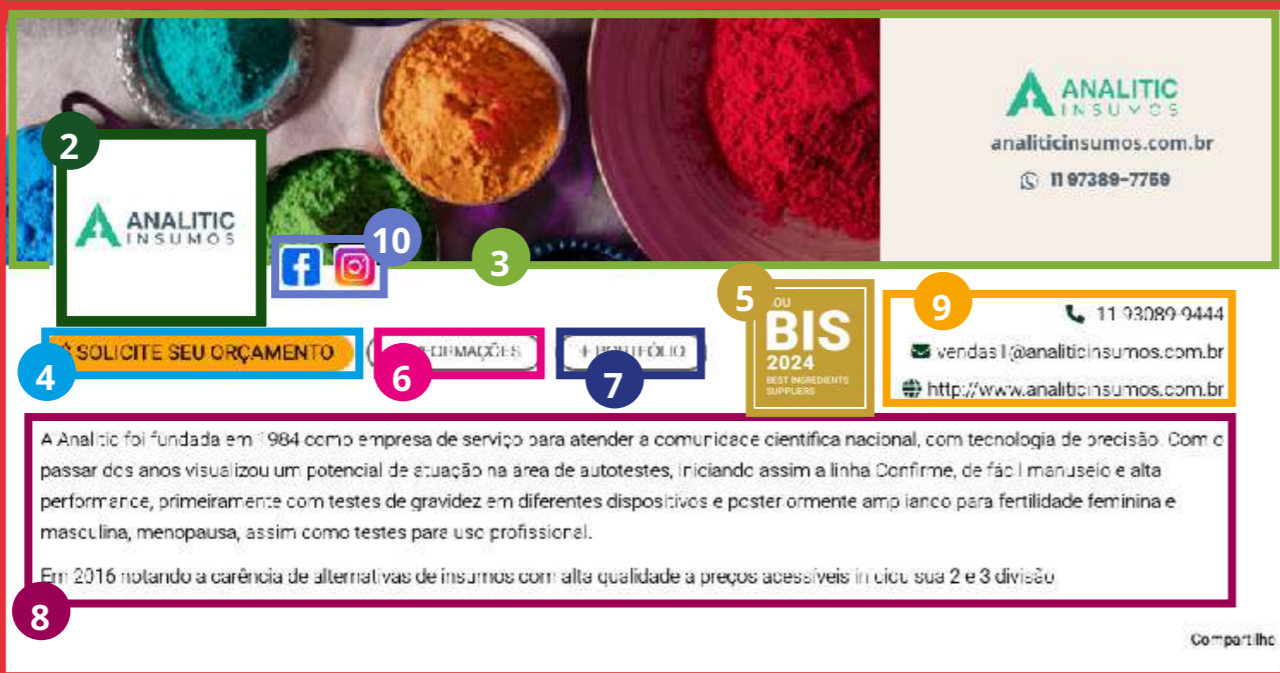 ANALITIC
INSUMOS
analiticinsumos.com.br
11 97389-7759
2
ANALITIC
INSUMOS
10
3
5
BIS
2024
BEST INGREDIENTS
SUPPLIERS
9
11 93089-9444
vendas1@analiticinsumos.com.br
http://www.analiticinsumos.com.br
SOLICITE SEU ORÇAMENTO
4
6
+ PORTFÓLIO
7
A Analitic foi fundada em 1984 como empresa de serviço para atender a comunidade científica nacional, com tecnologia de precisão. Com o
passar dos anos visualizou um potencial de atuação na área de autotestes, iniciando assim a linha Confirme, de fácil manuseio e alta
performance, primeiramente com testes de gravidez em diferentes dispositivos e posteriormente ampliando para fertilidade feminina e
masculina, menopausa, assim como testes para uso profissional.
Em 2016 notando a carência de alternativas de insumos com alta qualidade a preços acessíveis iniciou sua 2 e 3 divisão
8
Compartilhe